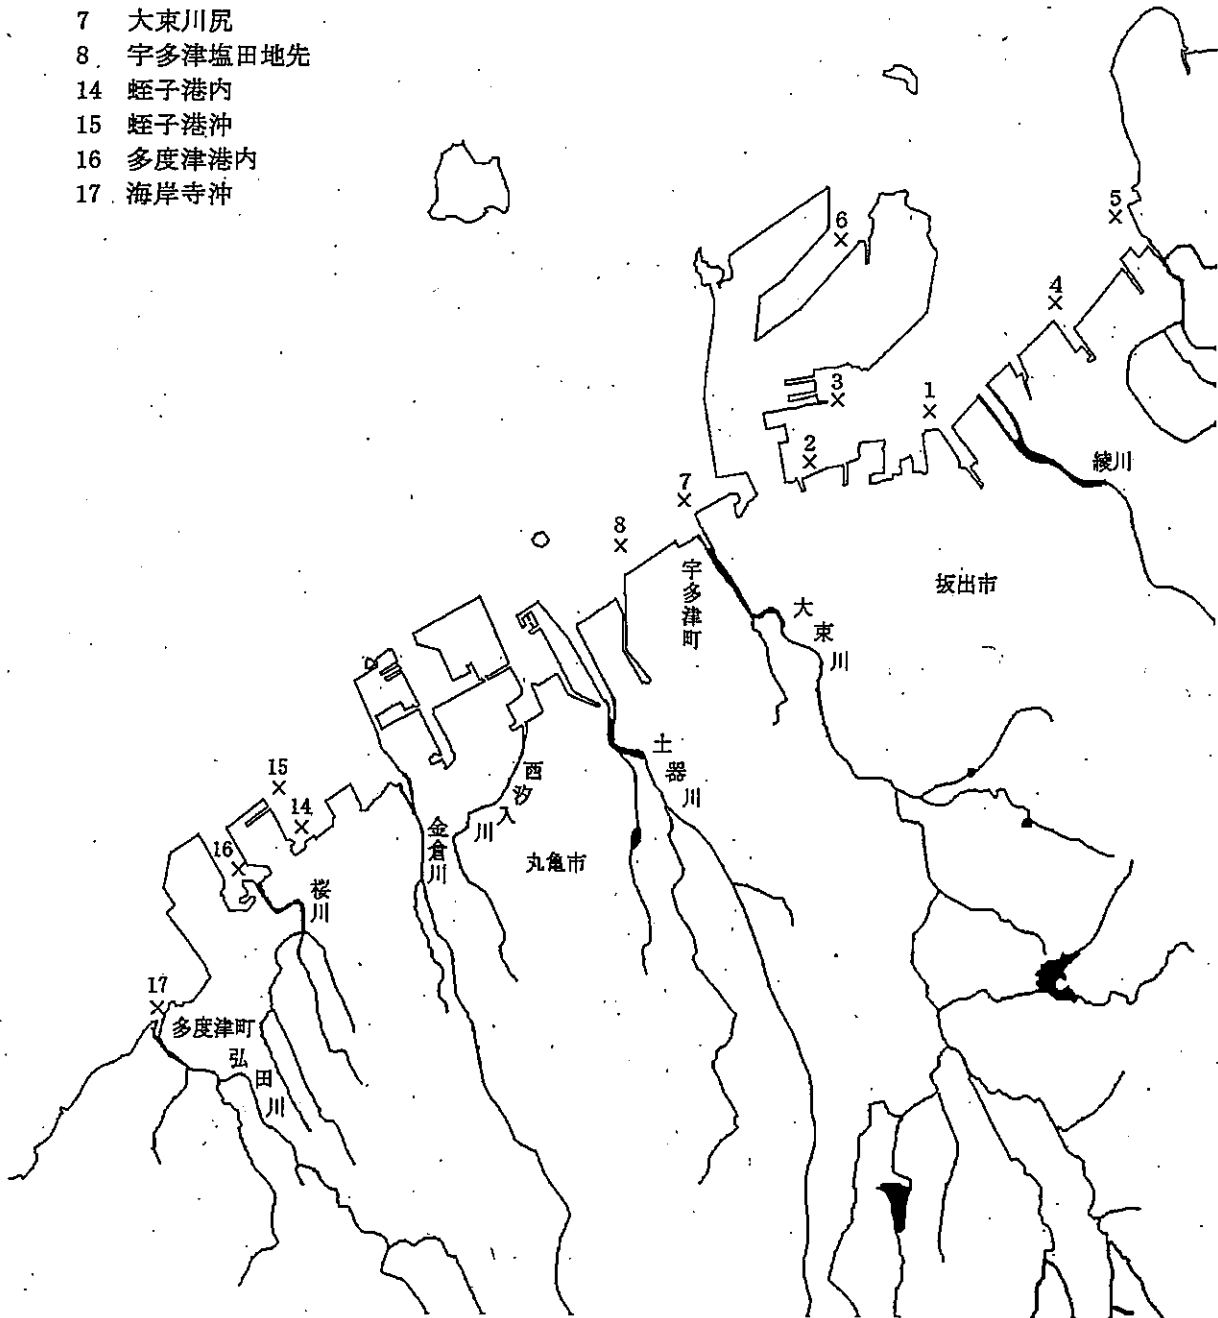 7 大束川尻
8. 宇多津塩田地先
14 蛭子港内
15 蛭子港沖
16 多度津港内
17 海岸寺沖
5
6
4
3
1
2
綾川
7
8
宇多津町
坂出市
大束川
土器川
西汐入川
15
14
金倉川
丸亀市
16
桜川
17
多度津町
弘田川